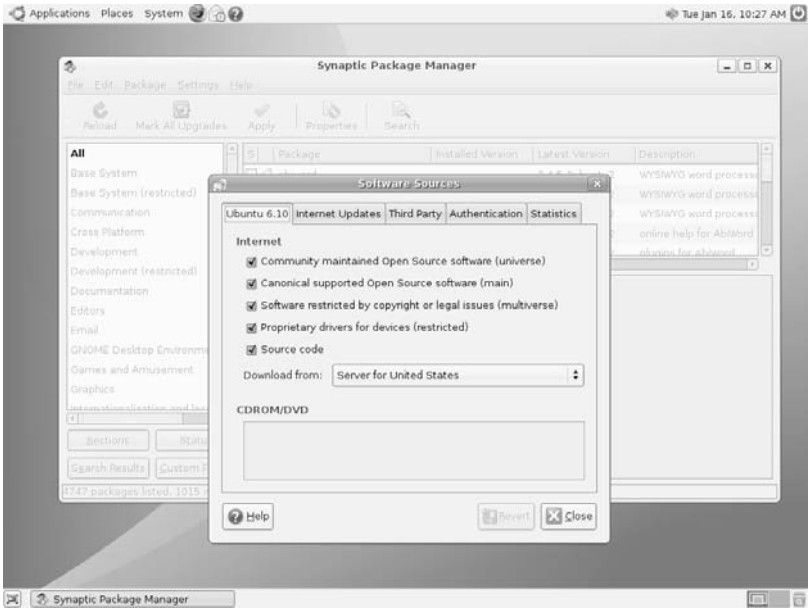 Applications Places System Tue Jan 16, 10:27 AM
Synaptic Package Manager
File Edit Package Settings Help
Reload Mark All Upgrades Apply Properties Search
All
Base System
Base System (restricted)
Communication
Cross Platform
Development
Development (restricted)
Documentation
Editors
Email
GNOME Desktop Environme
Games and Amusement
Graphics
S Package Installed Version Latest Version Description
WYSIWYG word processo
WYSIWYG word processo
WYSIWYG word processo
online help for AbiWord
plugins for abiword
Software Sources
Ubuntu 6.10 Internet Updates Third Party Authentication Statistics
Internet
Community maintained Open Source software (universe)
Canonical supported Open Source software (main)
Software restricted by copyright or legal issues (multiverse)
Proprietary drivers for devices (restricted)
Source code
Download from: Server for United States
CDROM/DVD
Help Revert Close
Sections Statu
Search Results Custom F
4747 packages listed, 1015 i
Synaptic Package Manager